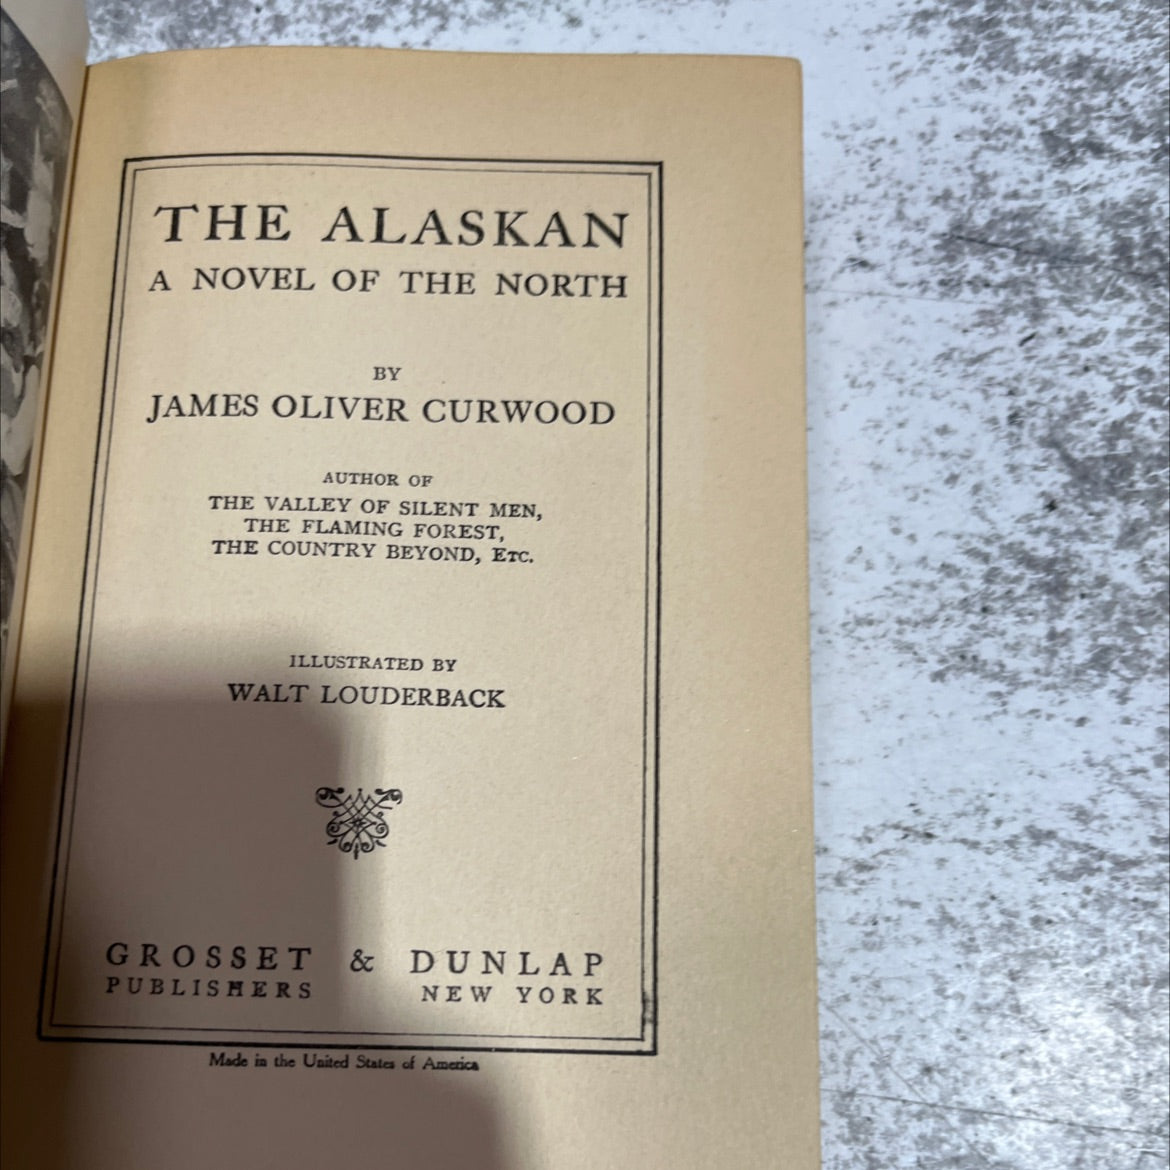 THE ALASKAN
A NOVEL OF THE NORTH
BY
JAMES OLIVER CURWOOD
AUTHOR OF
THE VALLEY OF SILENT MEN,
THE FLAMING FOREST,
THE COUNTRY BEYOND, ETC.
ILLUSTRATED BY
WALT LOUDERBACK
GROSSET & DUNLAP
PUBLISHERS NEW YORK
Made in the United States of America